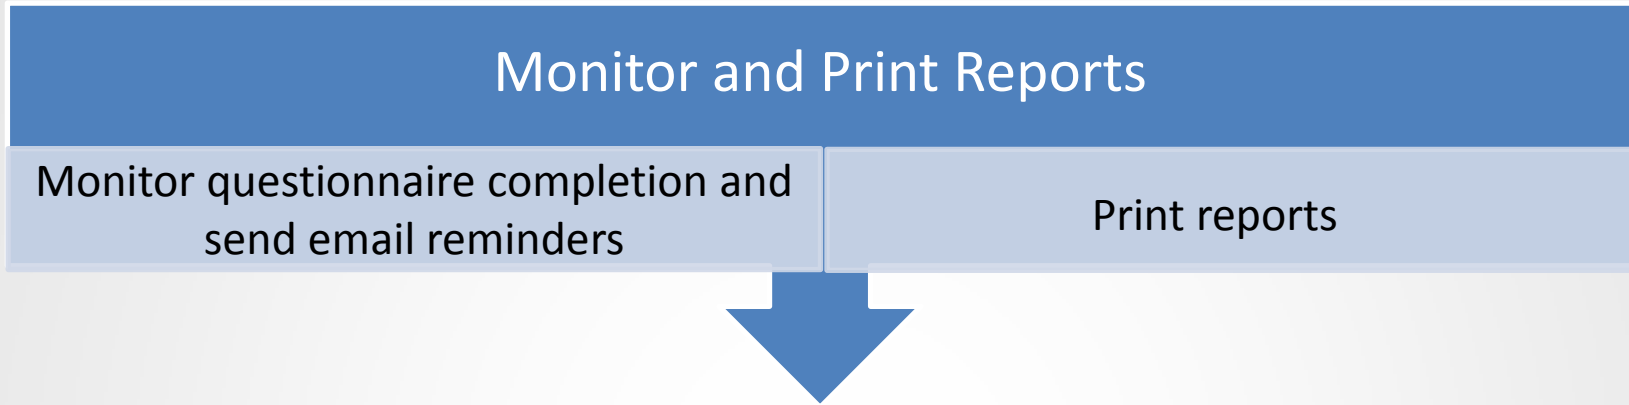 Monitor and Print Reports
Monitor questionnaire completion and
send email reminders
Print reports